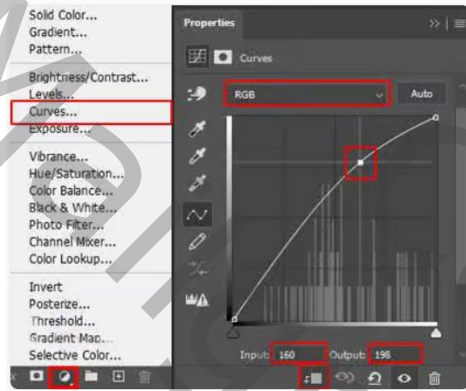 Solid Color...
Gradient...
Pattern...
Brightness/Contrast...
Levels...
Curves...
Exposure...
Vibrance...
Hue/Saturation...
Color Balance...
Black & White...
Photo Filter...
Channel Mixer...
Color Lookup...
Invert
Posterize...
Threshold...
Gradient Map...
Selective Color...
Properties
Curves
RGB
Auto
Input: 160 Output: 198